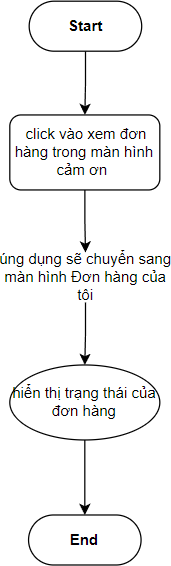 Start
click vào xem đơn
hàng trong màn hình
cảm ơn
úng dụng sẽ chuyển sang
màn hình Đơn hàng của
tôi
hiển thị trạng thái của
đơn hàng
End